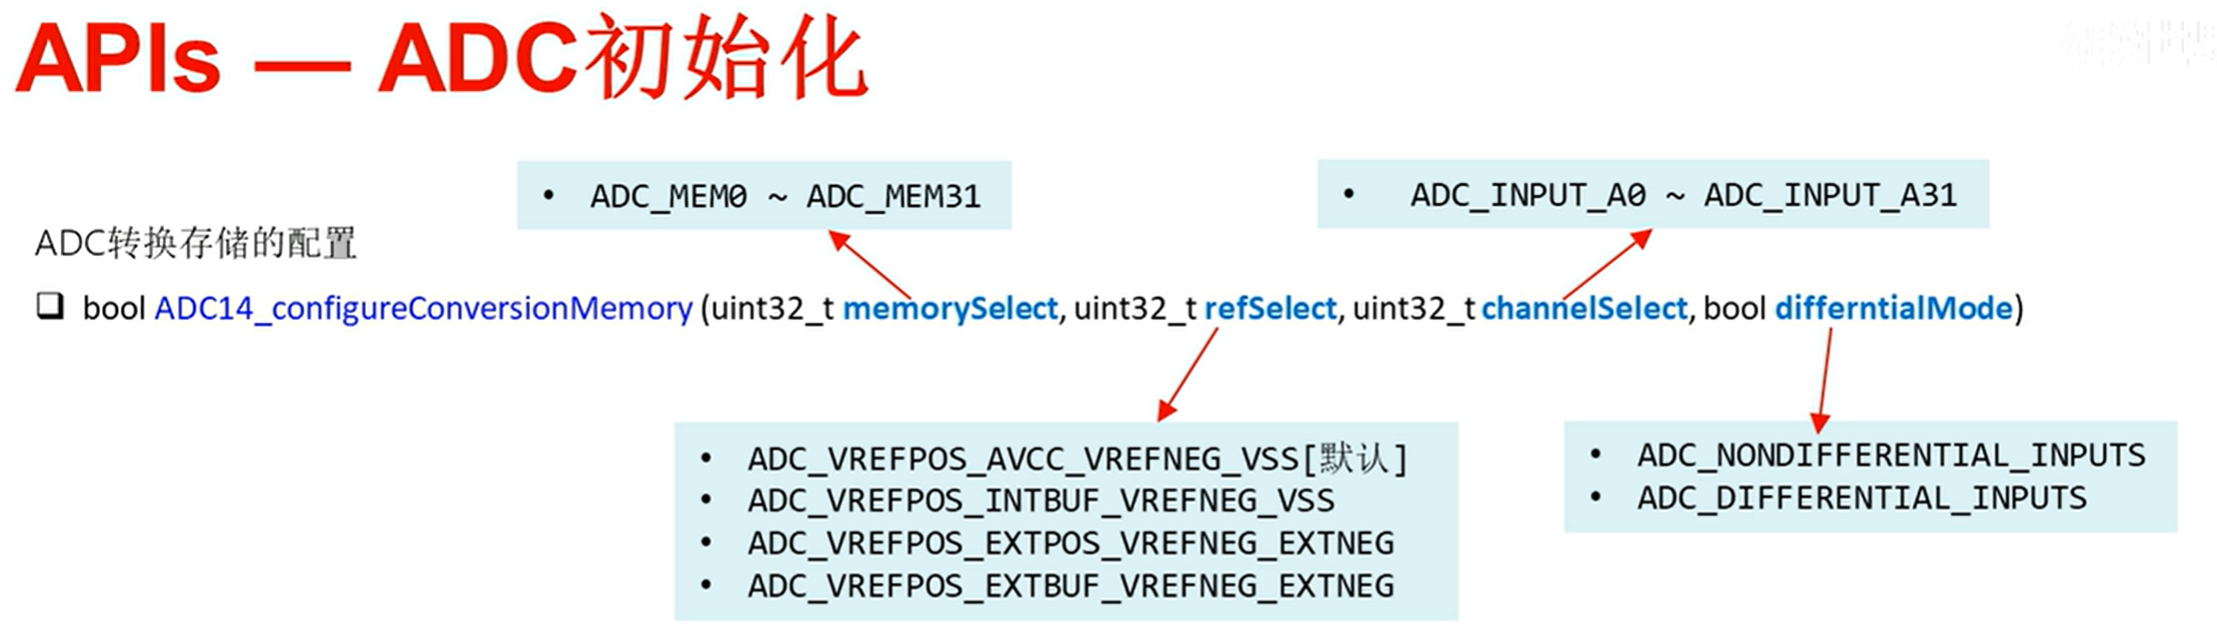 APIs — ADC初始化
• ADC_MEM0 ~ ADC_MEM31
• ADC_INPUT_A0 ~ ADC_INPUT_A31
ADC转换存储的配置
❑ bool ADC14_configureConversionMemory (uint32_t memorySelect, uint32_t refSelect, uint32_t channelSelect, bool differntialMode)
• ADC_VREFPOS_AVCC_VREFNEG_VSS[默认]
• ADC_VREFPOS_INTBUF_VREFNEG_VSS
• ADC_VREFPOS_EXTPOS_VREFNEG_EXTNEG
• ADC_VREFPOS_EXTBUF_VREFNEG_EXTNEG
• ADC_NONDIFFERENTIAL_INPUTS
• ADC_DIFFERENTIAL_INPUTS